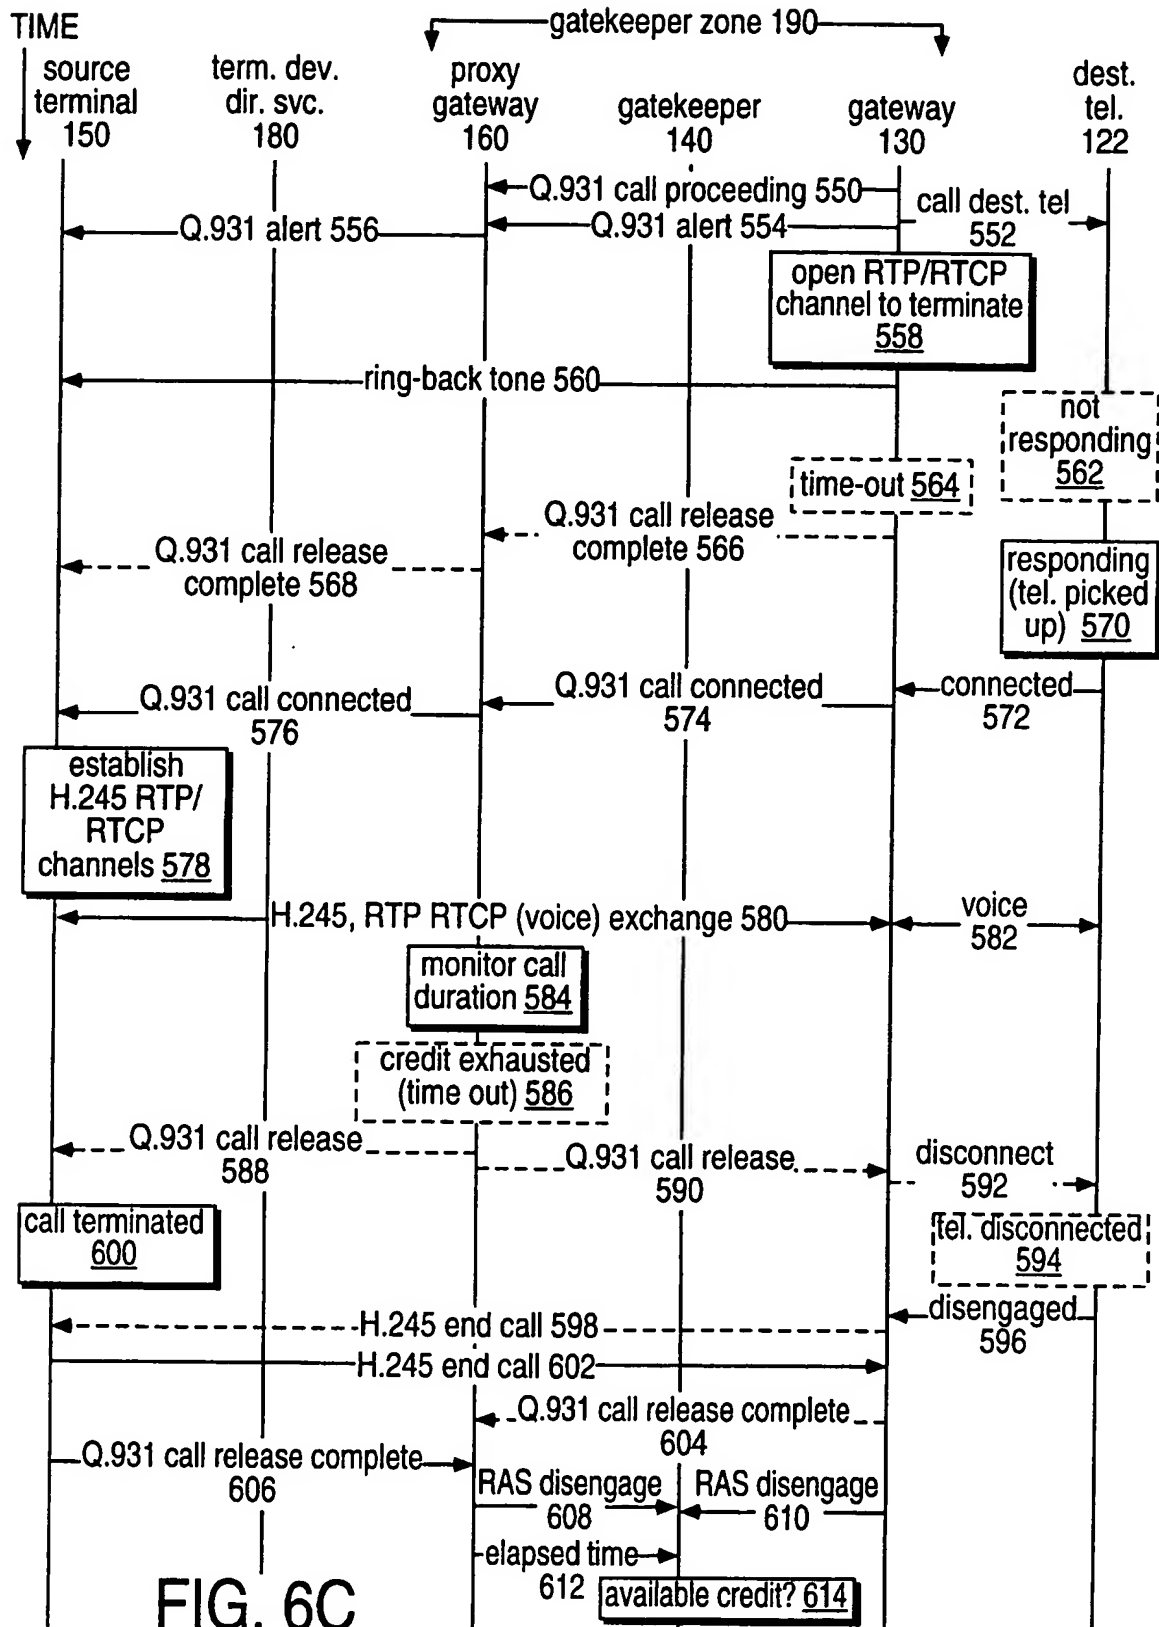 TIME
gatekeeper zone 190
source
terminal
150
term. dev.
dir. svc.
180
proxy
gateway
160
gatekeeper
140
gateway
130
dest.
tel.
122
Q.931 call proceeding 550
call dest. tel
552
Q.931 alert 554
Q.931 alert 556
open RTP/RTCP
channel to terminate
558
ring-back tone 560
not
responding
562
time-out 564
Q.931 call release
complete 566
Q.931 call release
complete 568
responding
(tel. picked
up) 570
connected
572
Q.931 call connected
574
Q.931 call connected
576
establish
H.245 RTP/
RTCP
channels 578
H.245, RTP RTCP (voice) exchange 580
voice
582
monitor call
duration 584
credit exhausted
(time out) 586
Q.931 call release
588
Q.931 call release
590
disconnect
592
call terminated
600
tel. disconnected
594
disengaged
596
H.245 end call 598
H.245 end call 602
Q.931 call release complete
604
Q.931 call release complete
606
RAS disengage
608
RAS disengage
610
elapsed time
612
available credit? 614
FIG. 6C